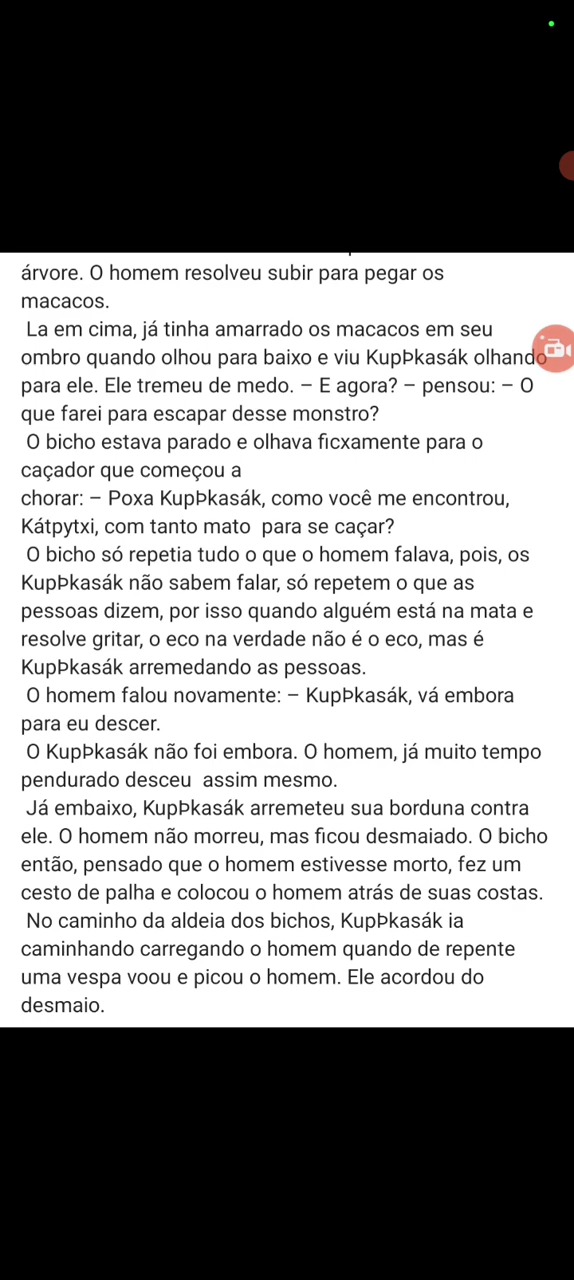 árvore. O homem resolveu subir para pegar os
macacos.
La em cima, já tinha amarrado os macacos em seu
ombro quando olhou para baixo e viu KupÞkasák olhando
para ele. Ele tremeu de medo. – E agora? – pensou: – O
que farei para escapar desse monstro?
O bicho estava parado e olhava ficxamente para o
caçador que começou a
chorar: – Poxa KupÞkasák, como você me encontrou,
Kátpytxi, com tanto mato  para se caçar?
O bicho só repetia tudo o que o homem falava, pois, os
KupÞkasák não sabem falar, só repetem o que as
pessoas dizem, por isso quando alguém está na mata e
resolve gritar, o eco na verdade não é o eco, mas é
KupÞkasák arremedando as pessoas.
O homem falou novamente: – KupÞkasák, vá embora
para eu descer.
O KupÞkasák não foi embora. O homem, já muito tempo
pendurado desceu  assim mesmo.
Já embaixo, KupÞkasák arremeteu sua borduna contra
ele. O homem não morreu, mas ficou desmaiado. O bicho
então, pensado que o homem estivesse morto, fez um
cesto de palha e colocou o homem atrás de suas costas.
No caminho da aldeia dos bichos, KupÞkasák ia
caminhando carregando o homem quando de repente
uma vespa voou e picou o homem. Ele acordou do
desmaio.